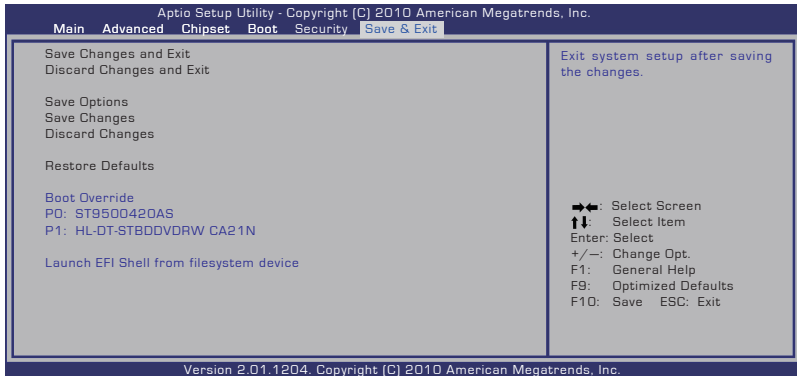 Aptio Setup Utility - Copyright (C) 2010 American Megatrends, Inc.
Main Advanced Chipset Boot Security Save & Exit
Save Changes and Exit
Discard Changes and Exit
Save Options
Save Changes
Discard Changes
Restore Defaults
Boot Override
P0: ST9500420AS
P1: HL-DT-STBDDVDRW CA21N
Launch EFI Shell from filesystem device
Exit system setup after saving
the changes.
→←: Select Screen
↑↓: Select Item
Enter: Select
+/—: Change Opt.
F1: General Help
F9: Optimized Defaults
F10: Save ESC: Exit
Version 2.01.1204. Copyright (C) 2010 American Megatrends, Inc.